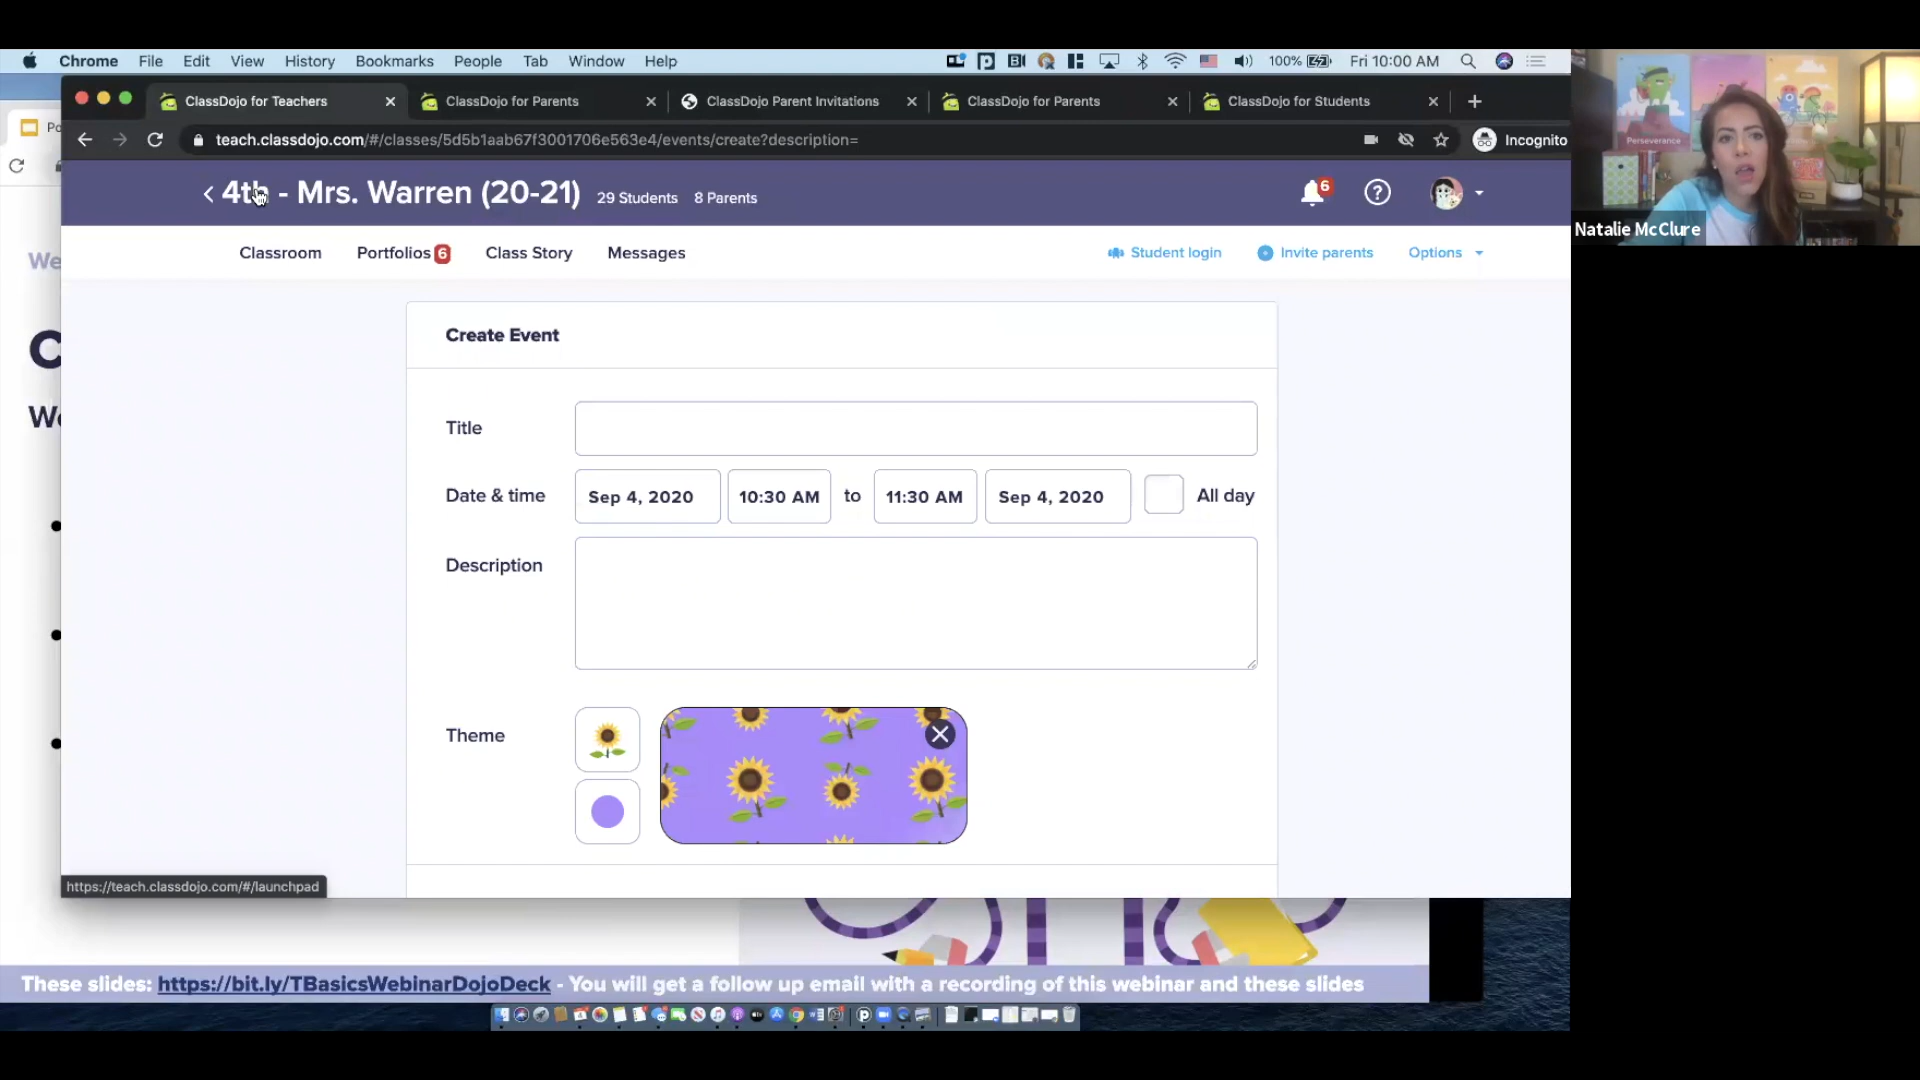 Chrome File Edit View History Bookmarks People Tab Window Help 100% Fri 10:00 AM
ClassDojo for Teachers ClassDojo for Parents ClassDojo Parent Invitations ClassDojo for Parents ClassDojo for Students
teach.classdojo.com/#/classes/5d5b1aab67f3001706e563e4/events/create?description= Incognito
Perseverance
4th - Mrs. Warren (20-21) 29 Students 8 Parents 6
Natalie McClure
Classroom Portfolios 6 Class Story Messages Student login Invite parents Options
We
Create Event
C
Title
Date & time Sep 4, 2020 10:30 AM to 11:30 AM Sep 4, 2020 All day
Description
Theme
https://teach.classdojo.com/#/launchpad
These slides: https://bit.ly/TBasicsWebinarDojoDeck - You will get a follow up email with a recording of this webinar and these slides